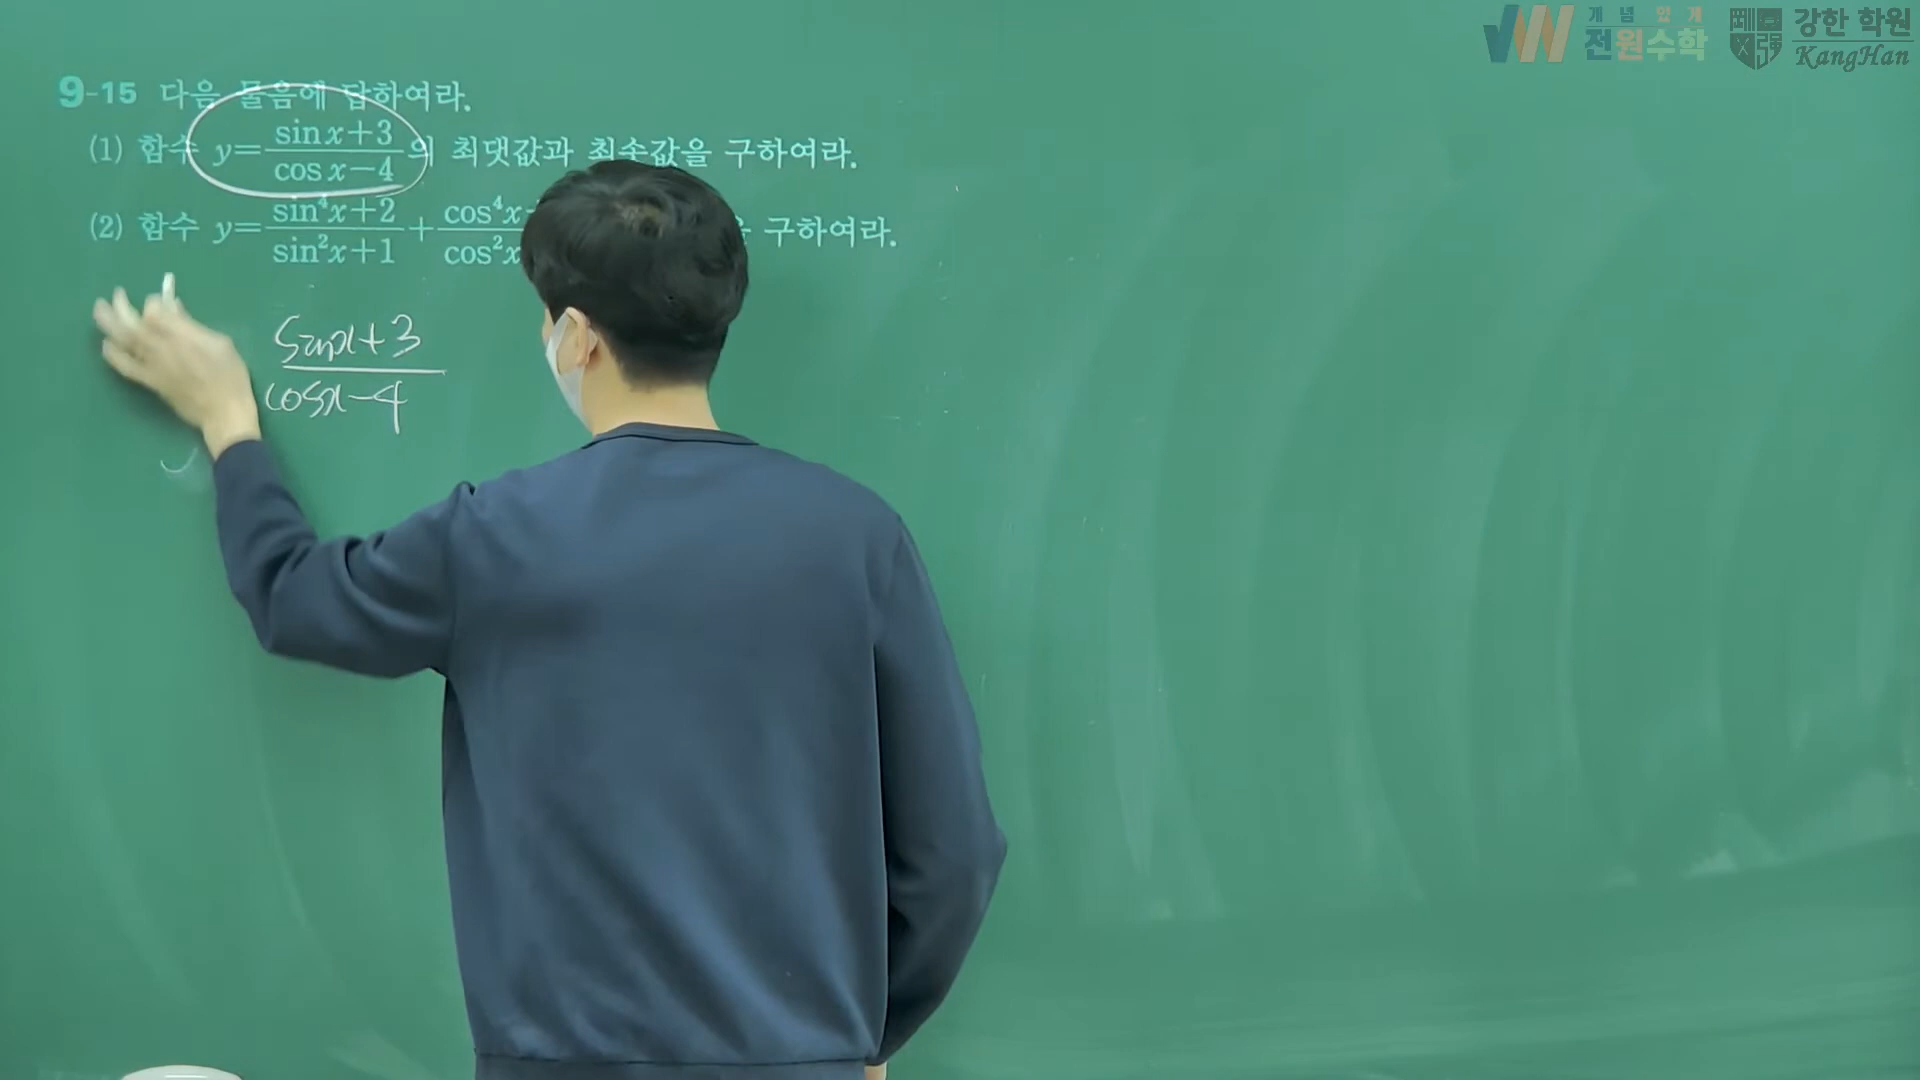 개념 있게
전원수학
강한 학원
KangHan
9-15 다음 물음에 답하여라.
(1) 함수 y= sin x+3 / cos x-4 의 최댓값과 최솟값을 구하여라.
(2) 함수 y= sin⁴x+2 / sin²x+1 + cos⁴x / cos²x 구하여라.
sinx+3
cosx-4